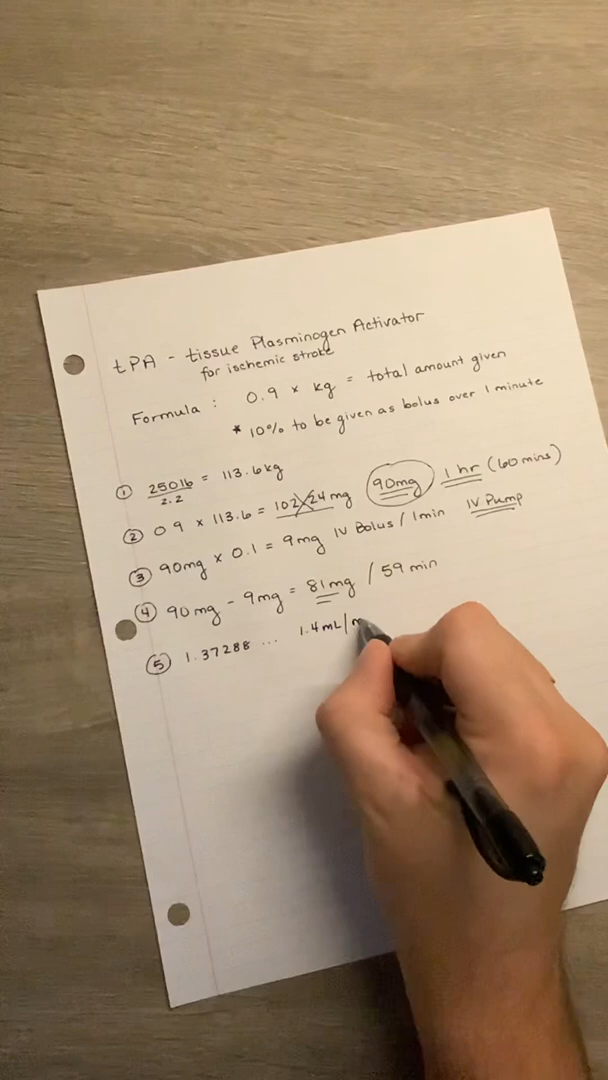 tPA - tissue Plasminogen Activator
for ischemic stroke
Formula : 0.9 x kg = total amount given
* 10% to be given as bolus over 1 minute
① 250lb / 2.2 = 113.6kg
② 0.9 x 113.6 = 102.24mg 90mg 1 hr (60 mins)
③ 90mg x 0.1 = 9mg IV Bolus / 1min IV Pump
④ 90mg - 9mg = 81mg / 59 min
⑤ 1.37288 ... 1.4mL/m